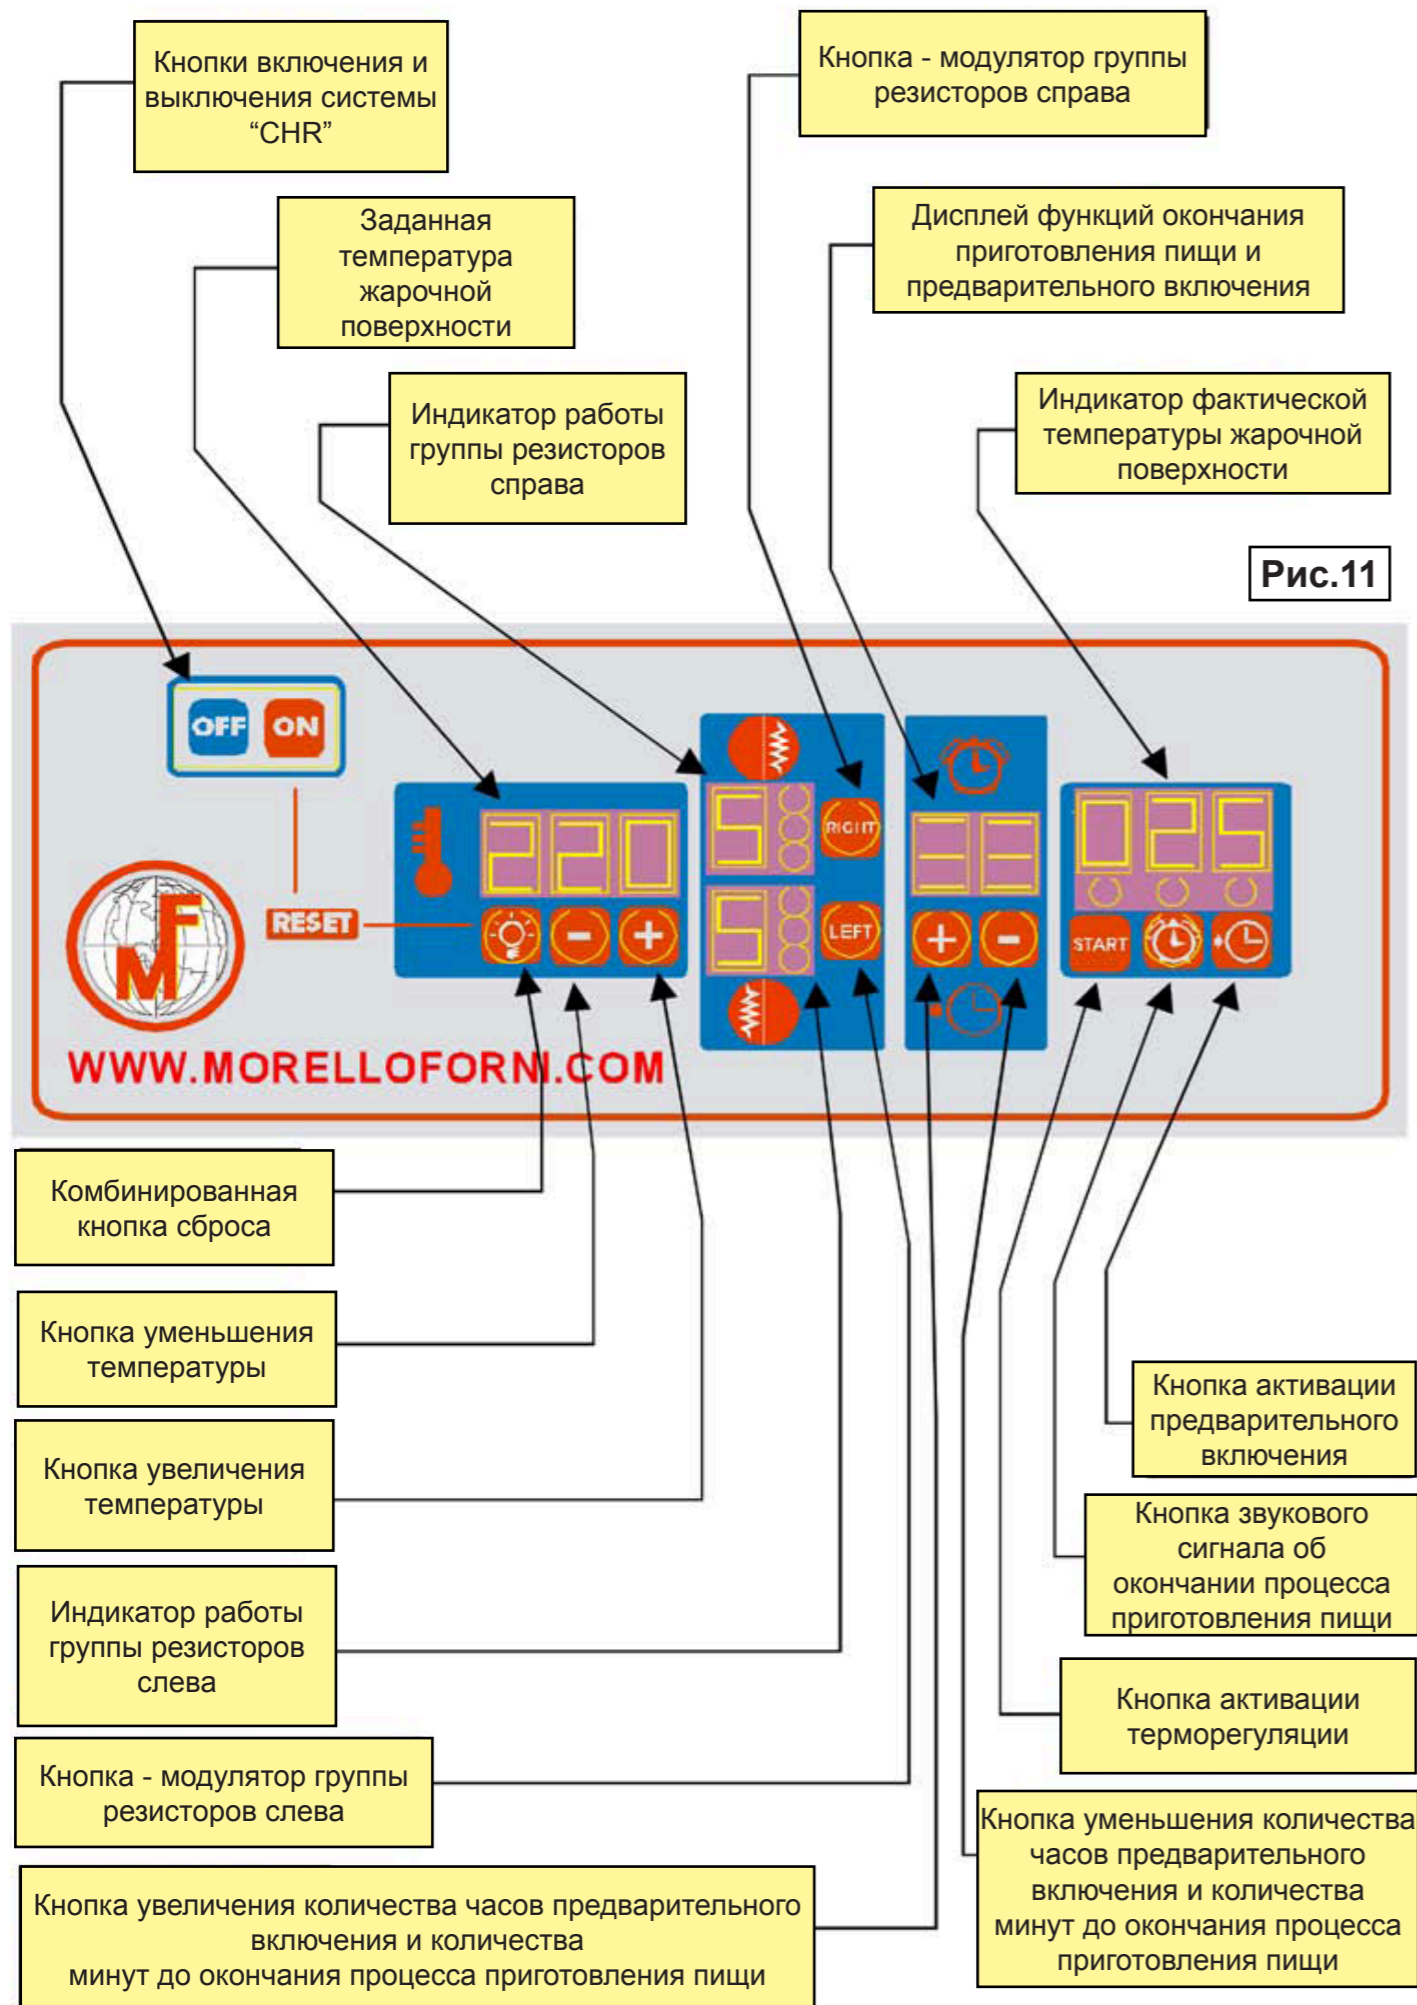 Кнопки включения и
выключения системы
“CHR”
Кнопка - модулятор группы
резисторов справа
Заданная
температура
жарочной
поверхности
Дисплей функций окончания
приготовления пищи и
предварительного включения
Индикатор работы
группы резисторов
справа
Индикатор фактической
температуры жарочной
поверхности
Рис.11
OFF ON
220
5
RIGHT
025
RESET
5
LEFT
START
F
M
WWW.MORELLOFORNI.COM
Комбинированная
кнопка сброса
Кнопка уменьшения
температуры
Кнопка увеличения
температуры
Индикатор работы
группы резисторов
слева
Кнопка - модулятор группы
резисторов слева
Кнопка увеличения количества часов предварительного
включения и количества
минут до окончания процесса приготовления пищи
Кнопка активации
предварительного
включения
Кнопка звукового
сигнала об
окончании процесса
приготовления пищи
Кнопка активации
терморегуляции
Кнопка уменьшения количества
часов предварительного
включения и количества
минут до окончания процесса
приготовления пищи